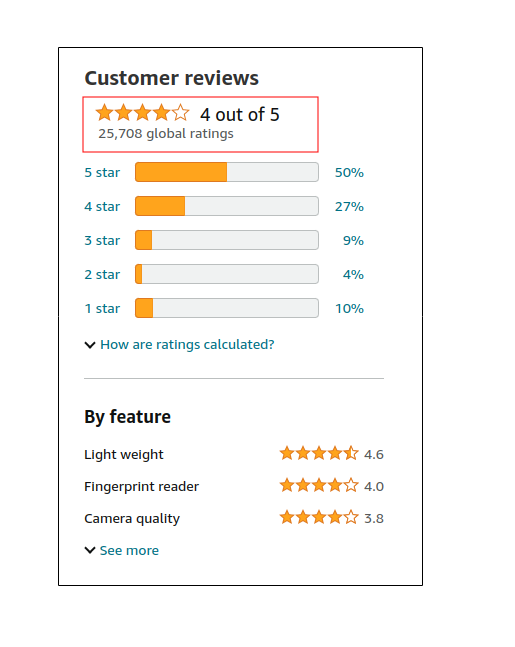 Customer reviews
4 out of 5
25,708 global ratings
5 star 50%
4 star 27%
3 star 9%
2 star 4%
1 star 10%
How are ratings calculated?
By feature
Light weight 4.6
Fingerprint reader 4.0
Camera quality 3.8
See more